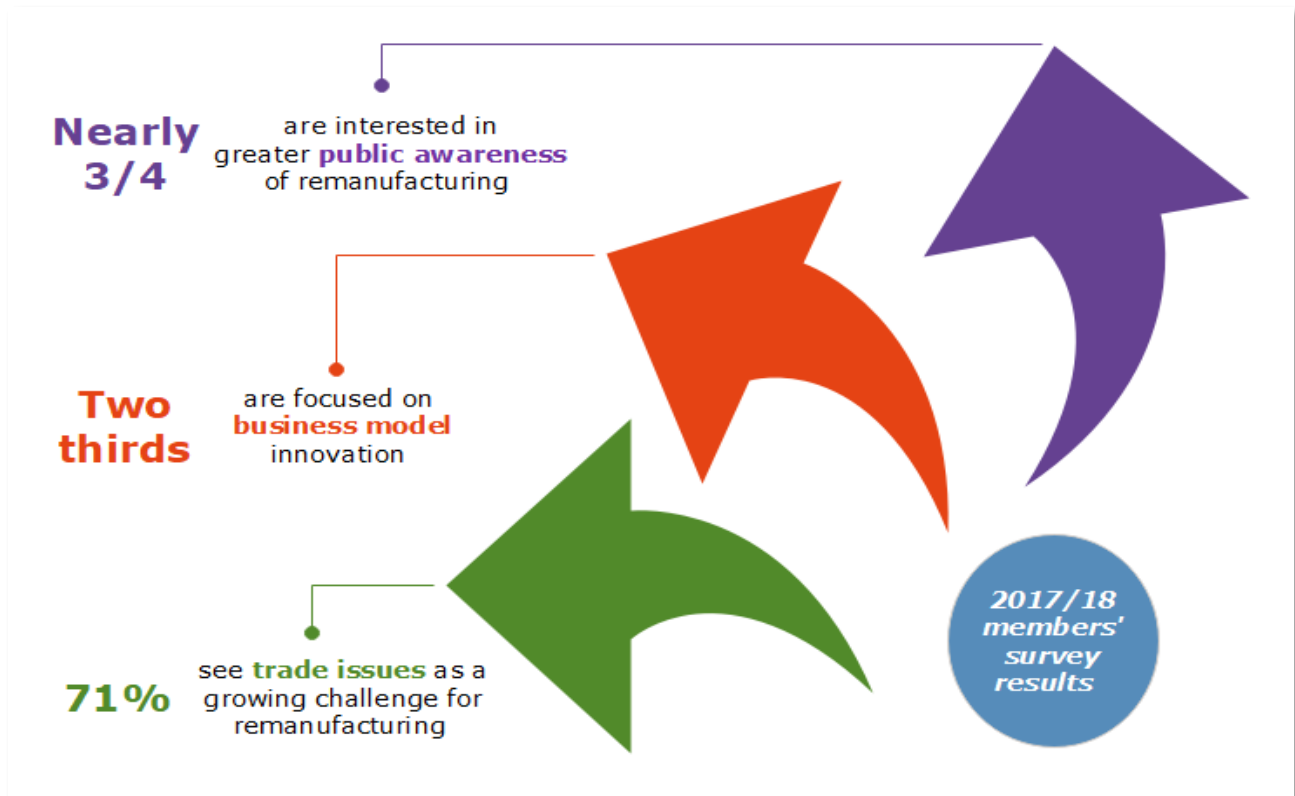 Nearly
3/4
are interested in
greater public awareness
of remanufacturing
Two
thirds
are focused on
business model
innovation
71%
see trade issues as a
growing challenge for
remanufacturing
2017/18
members'
survey
results